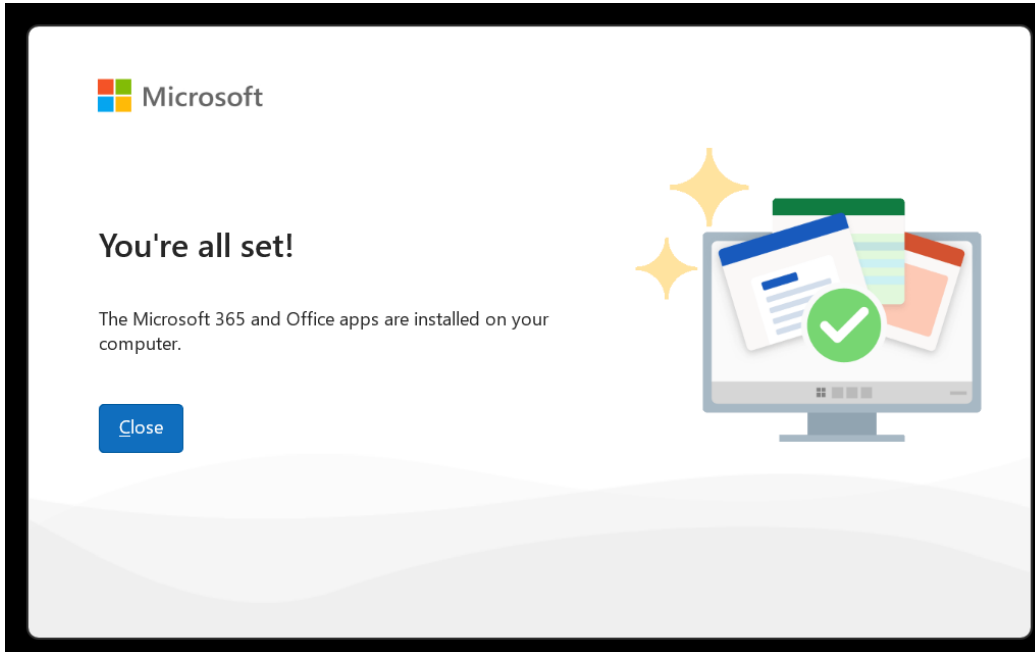 Microsoft
You're all set!
The Microsoft 365 and Office apps are installed on your
computer.
Close